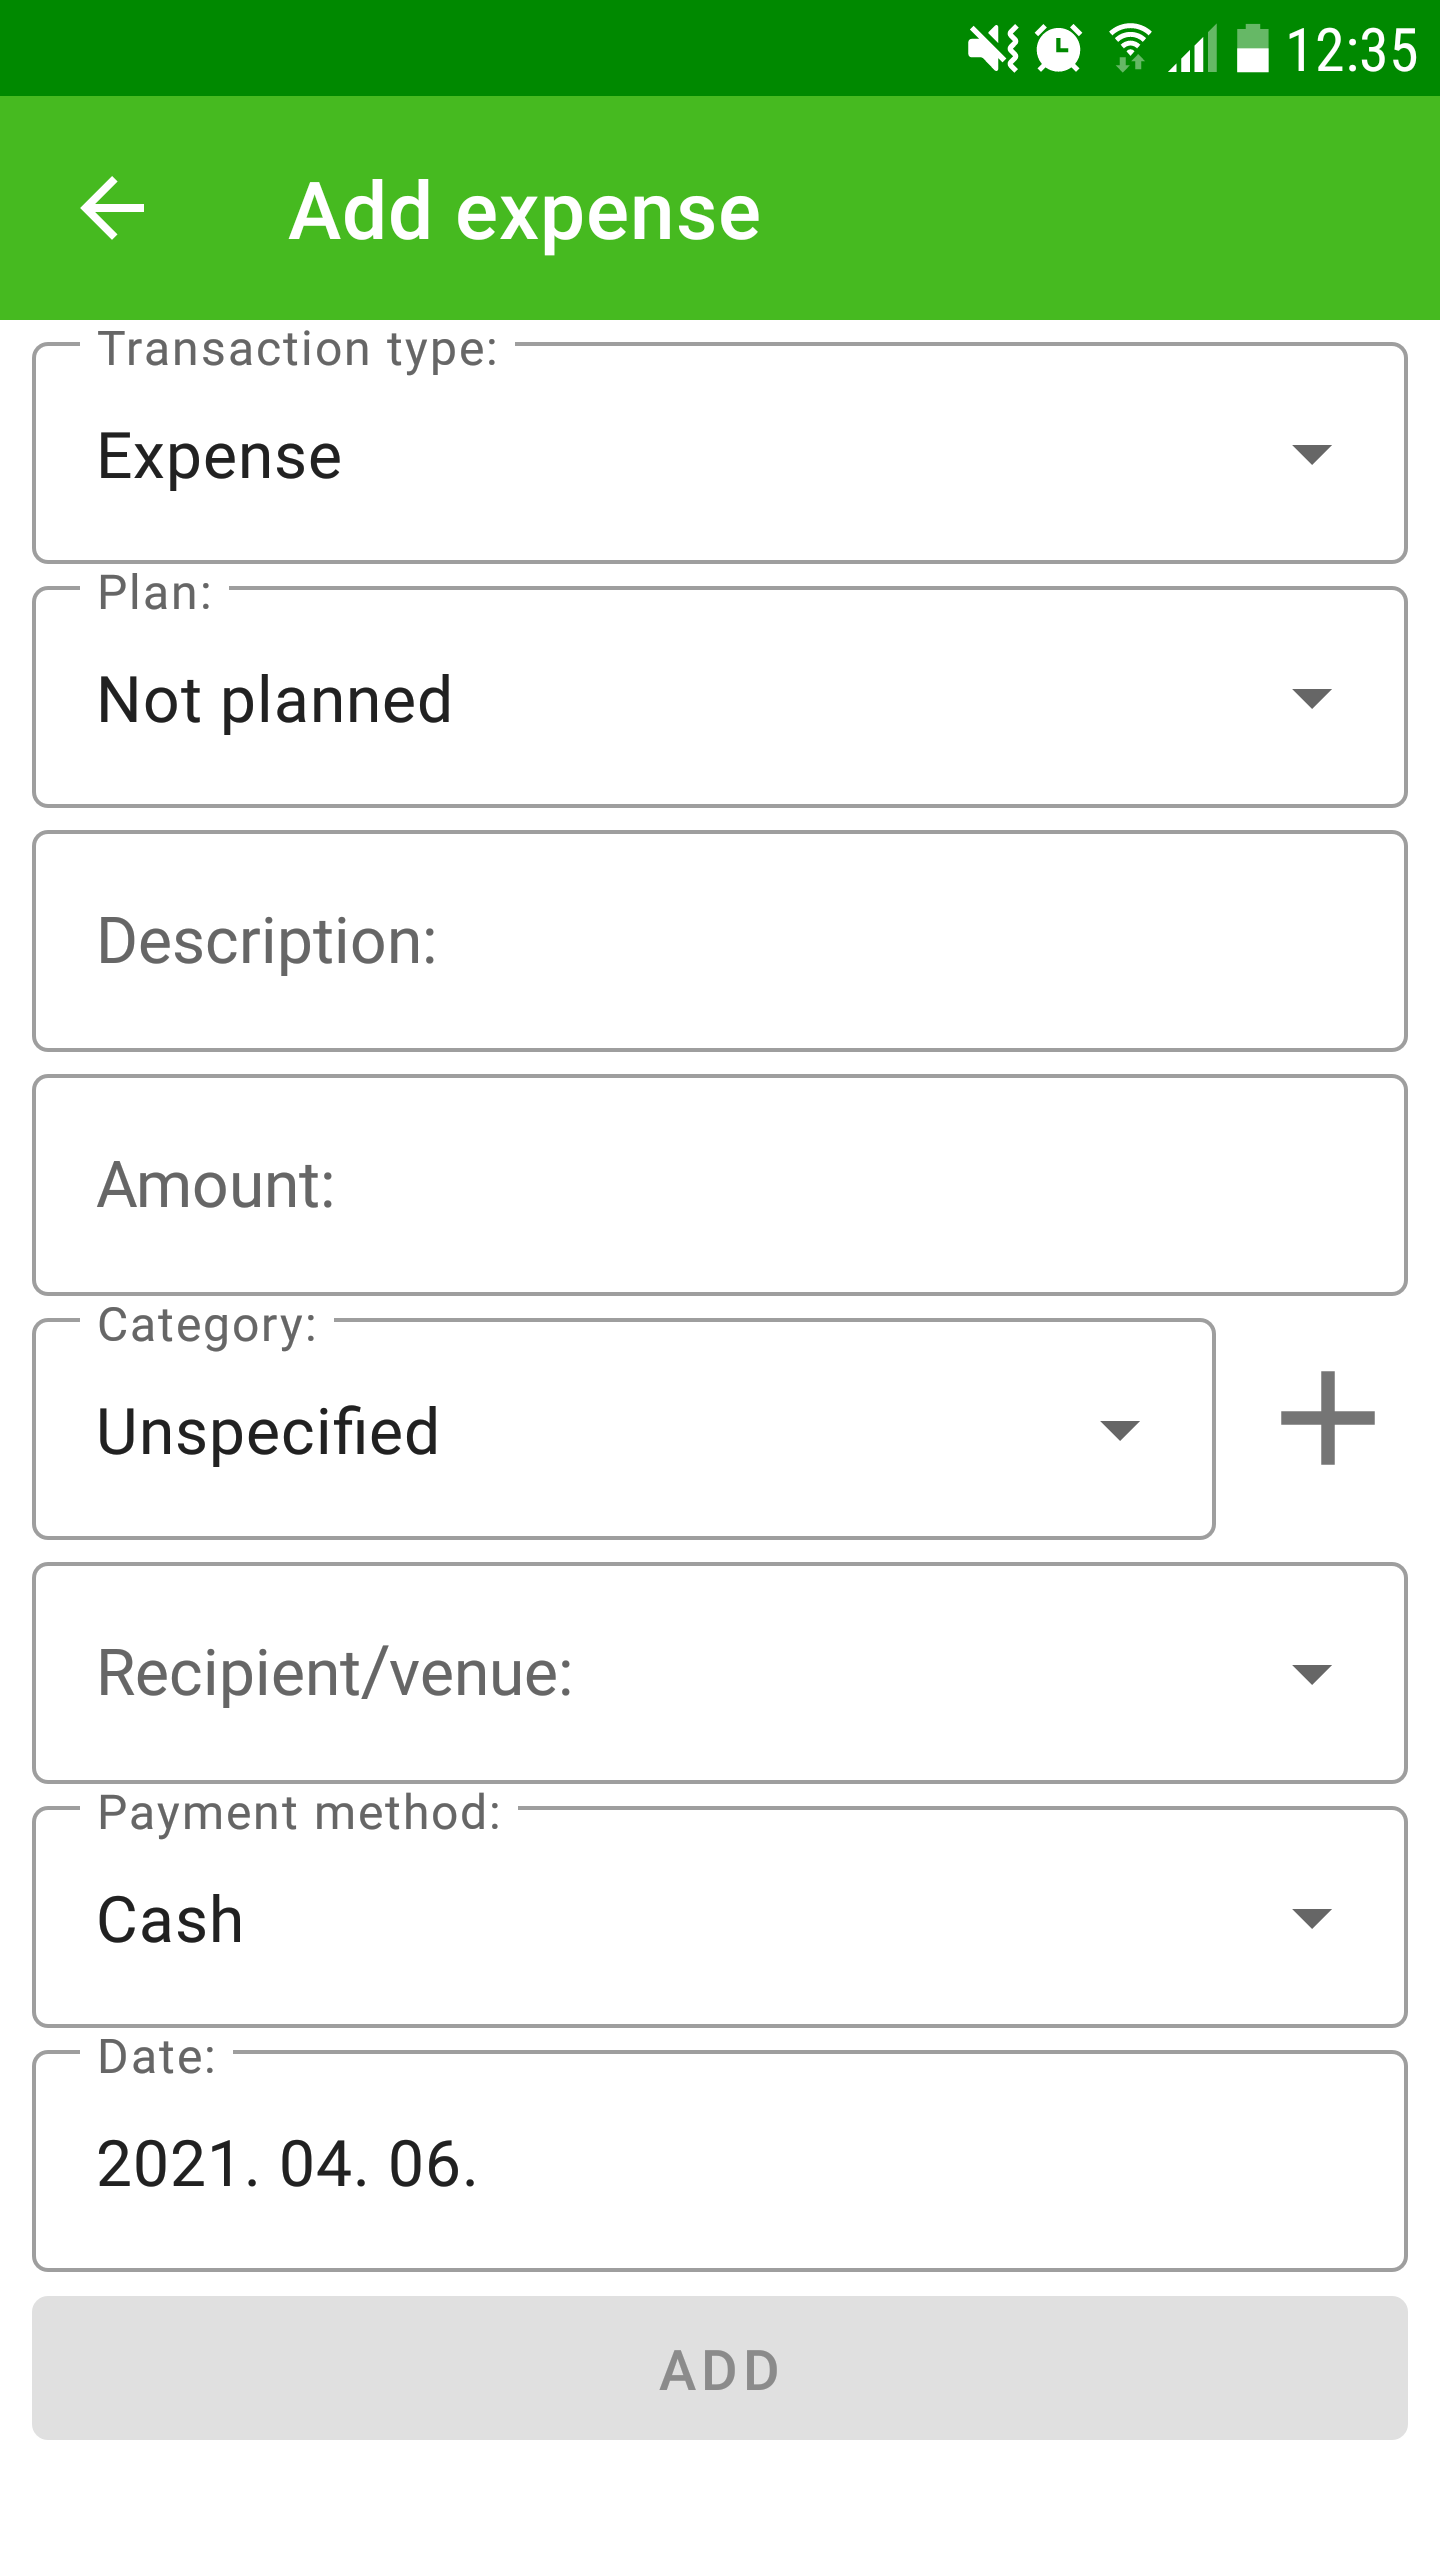 12:35
Add expense
Transaction type:
Expense
Plan:
Not planned
Description:
Amount:
Category:
Unspecified
Recipient/venue:
Payment method:
Cash
Date:
2021. 04. 06.
ADD